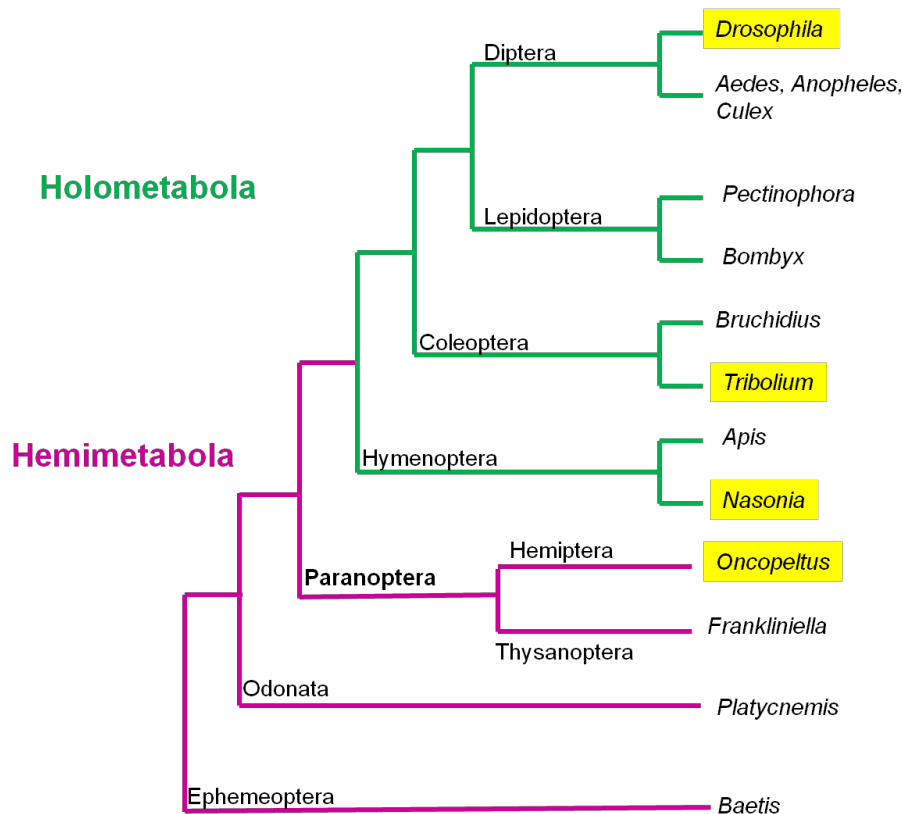 Drosophila
Diptera
Aedes, Anopheles,
Culex
Holometabola
Pectinophora
Lepidoptera
Bombyx
Bruchidius
Coleoptera
Tribolium
Apis
Hemimetabola
Hymenoptera
Nasonia
Hemiptera
Oncopeltus
Paranoptera
Frankliniella
Thysanoptera
Odonata
Platycnemis
Ephemeoptera
Baetis